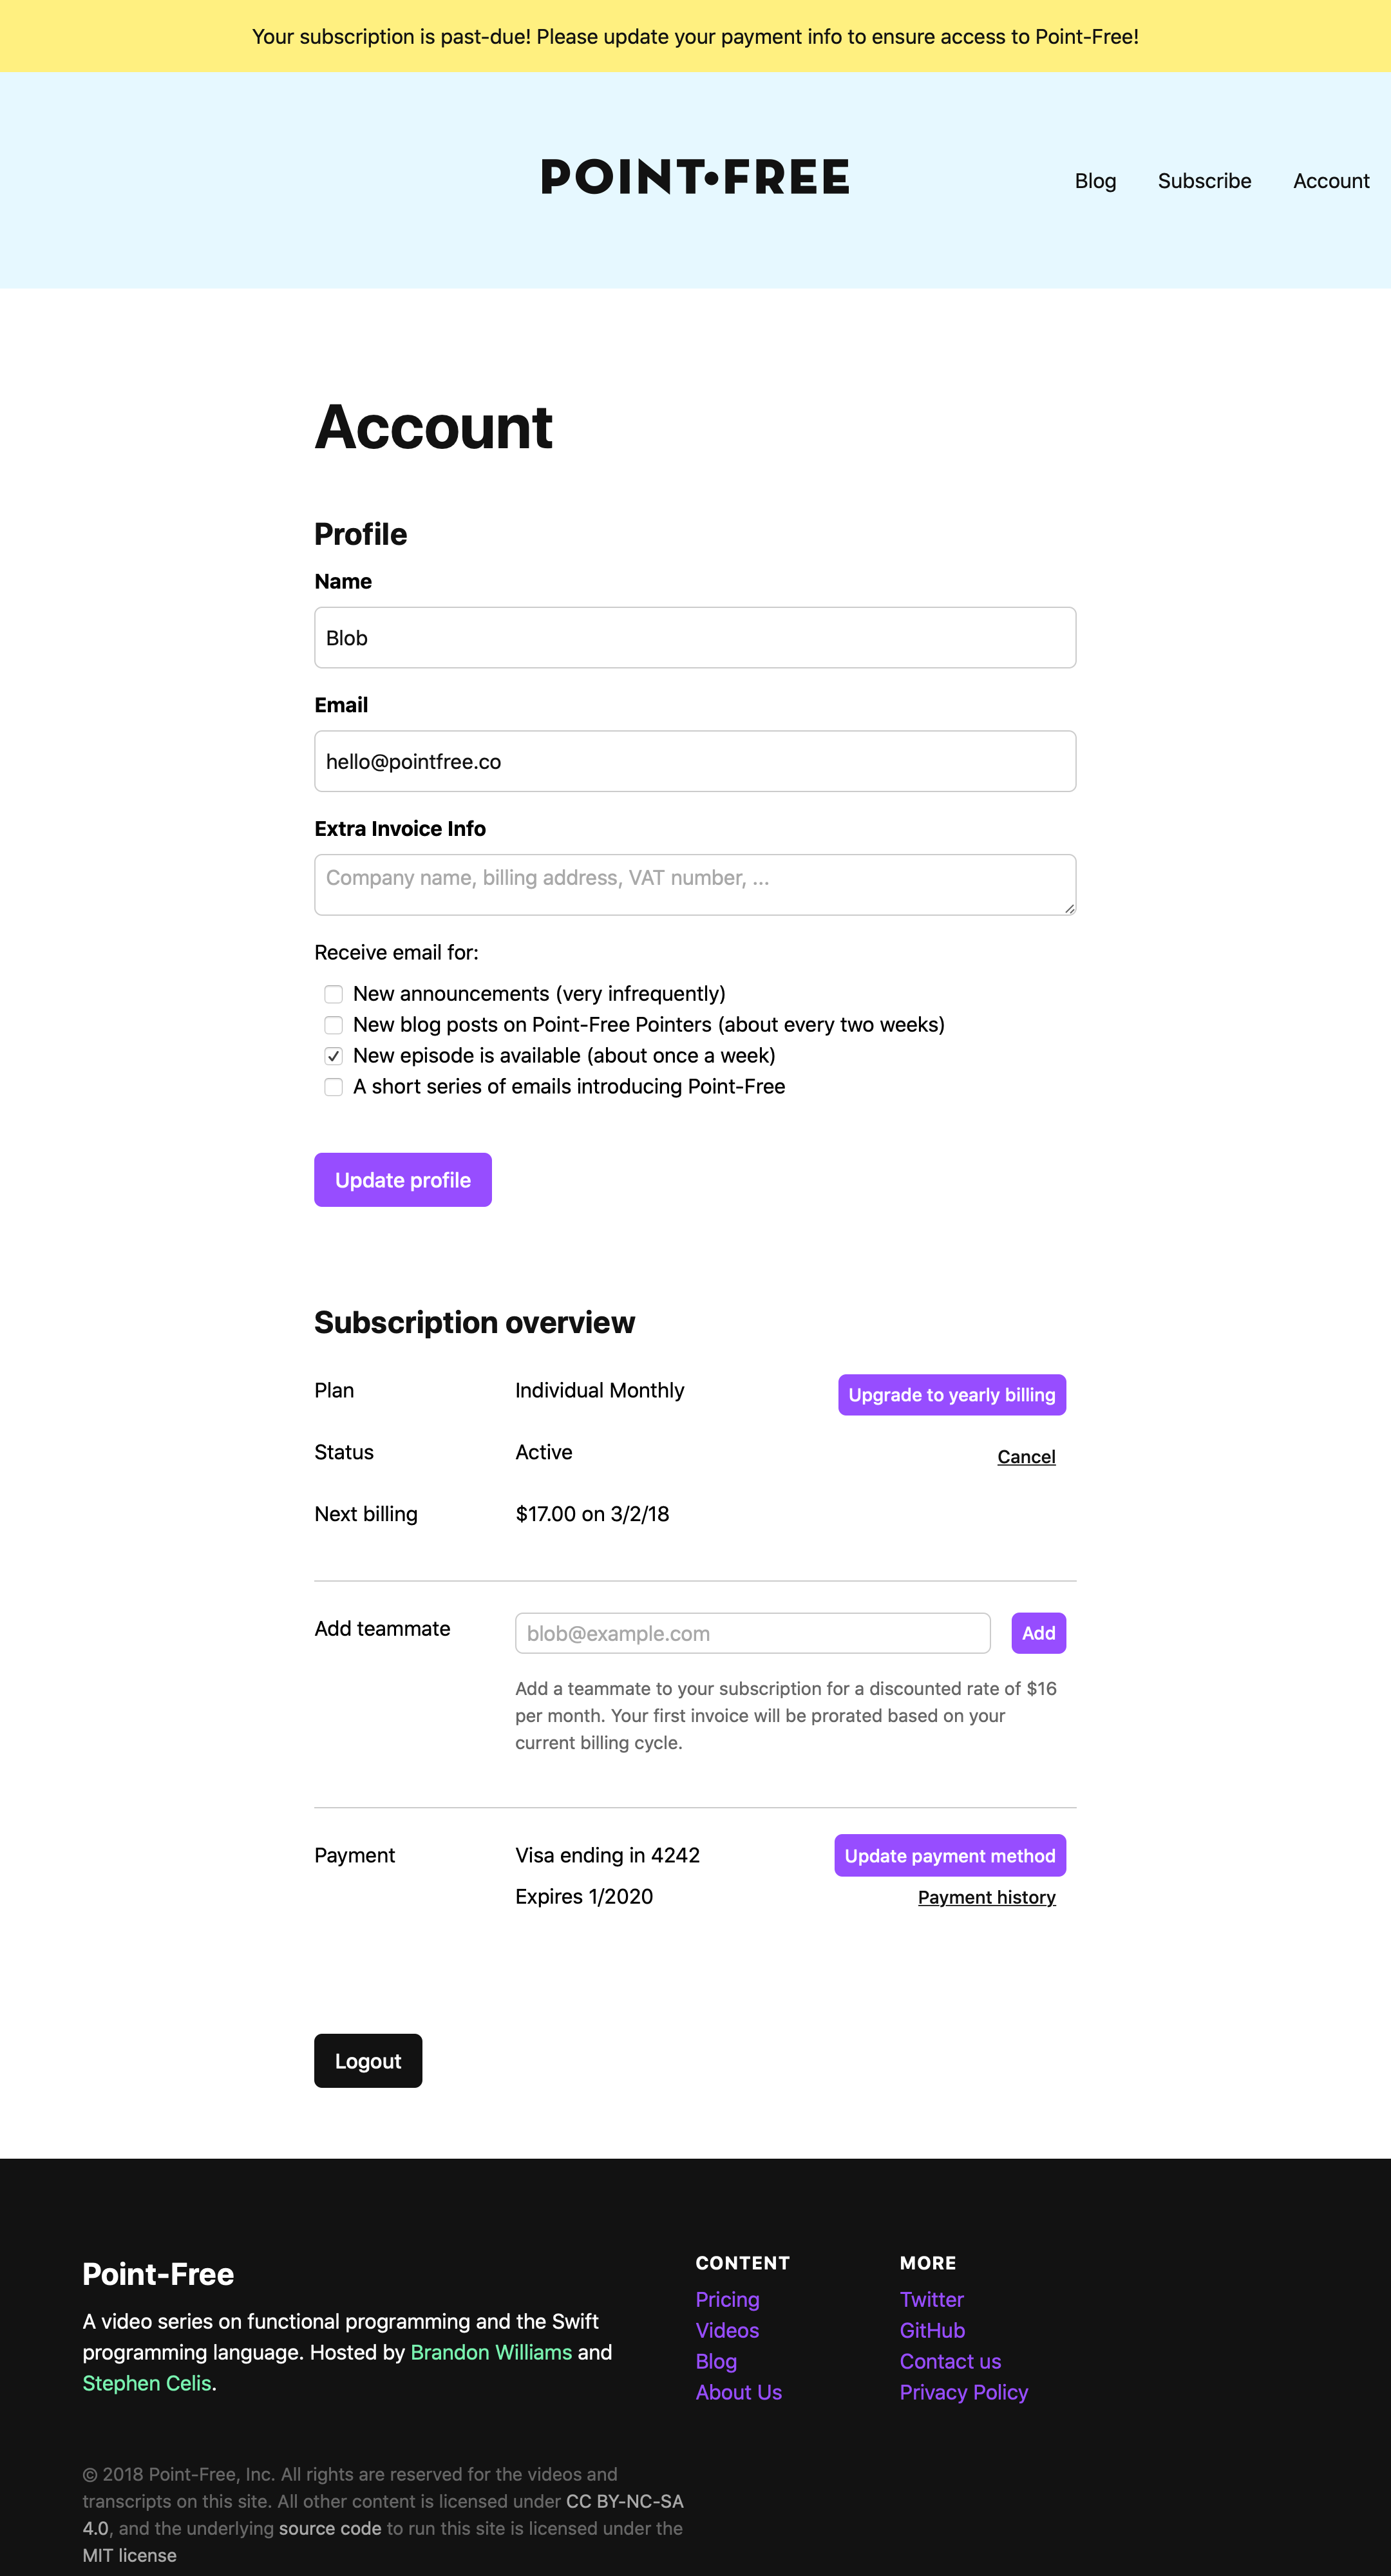 Your subscription is past-due! Please update your payment info to ensure access to Point-Free!
POINT•FREE
Blog Subscribe Account
Account
Profile
Name
Blob
Email
hello@pointfree.co
Extra Invoice Info
Company name, billing address, VAT number, ...
Receive email for:
New announcements (very infrequently)
New blog posts on Point-Free Pointers (about every two weeks)
New episode is available (about once a week)
A short series of emails introducing Point-Free
Update profile
Subscription overview
Plan Individual Monthly Upgrade to yearly billing
Status Active Cancel
Next billing $17.00 on 3/2/18
Add teammate blob@example.com Add
Add a teammate to your subscription for a discounted rate of $16
per month. Your first invoice will be prorated based on your
current billing cycle.
Payment Visa ending in 4242 Update payment method
Expires 1/2020 Payment history
Logout
Point-Free
A video series on functional programming and the Swift
programming language. Hosted by Brandon Williams and
Stephen Celis.
CONTENT
Pricing
Videos
Blog
About Us
MORE
Twitter
GitHub
Contact us
Privacy Policy
© 2018 Point-Free, Inc. All rights are reserved for the videos and
transcripts on this site. All other content is licensed under CC BY-NC-SA
4.0, and the underlying source code to run this site is licensed under the
MIT license